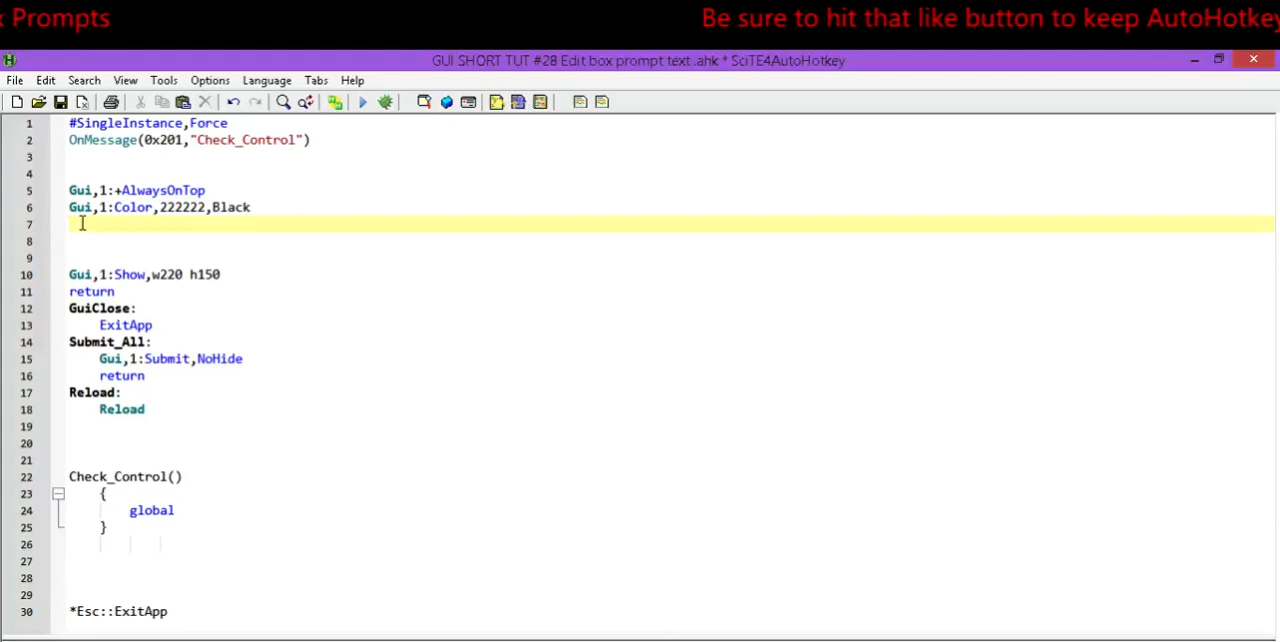 x Prompts
Be sure to hit that like button to keep AutoHotkey
GUI SHORT TUT #28 Edit box prompt text .ahk * SciTE4AutoHotkey
File Edit Search View Tools Options Language Tabs Help
1 #SingleInstance,Force
2 OnMessage(0x201,"Check_Control")
3
4
5 Gui,1:+AlwaysOnTop
6 Gui,1:Color,222222,Black
7
8
9
10 Gui,1:Show,w220 h150
11 return
12 GuiClose:
13 ExitApp
14 Submit_All:
15 Gui,1:Submit,NoHide
16 return
17 Reload:
18 Reload
19
20
21
22 Check_Control()
23 {
24 global
25 }
26
27
28
29
30 *Esc::ExitApp